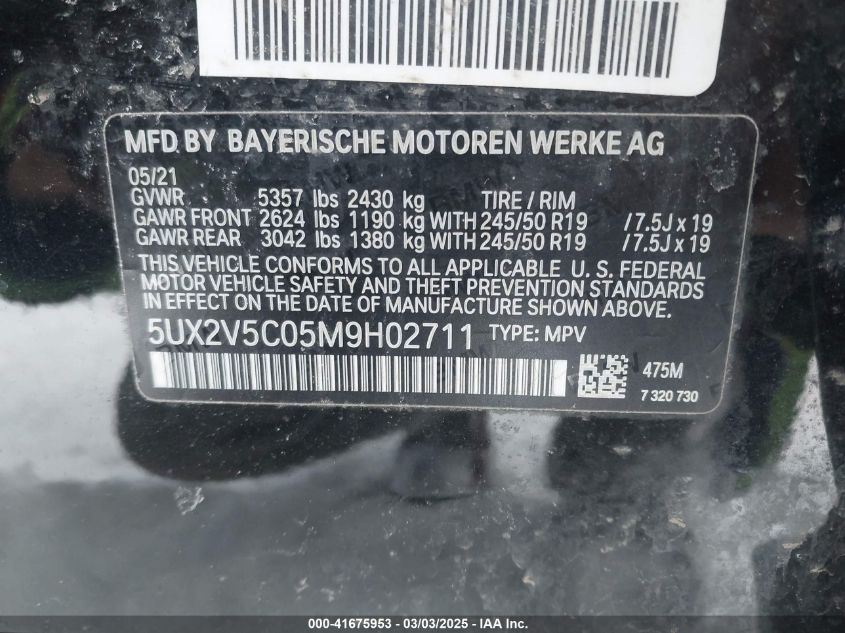 MFD BY BAYERISCHE MOTOREN WERKE AG
05/21
GVWR 5357 lbs 2430 kg TIRE / RIM
GAWR FRONT 2624 lbs 1190 kg WITH 245/50 R19 /7.5J x 19
GAWR REAR 3042 lbs 1380 kg WITH 245/50 R19 /7.5J x 19
THIS VEHICLE CONFORMS TO ALL APPLICABLE U. S. FEDERAL
MOTOR VEHICLE SAFETY AND THEFT PREVENTION STANDARDS
IN EFFECT ON THE DATE OF MANUFACTURE SHOWN ABOVE.
5UX2V5C05M9H02711 TYPE: MPV
475M
7 320 730
000-41675953 - 03/03/2025 - IAA Inc.